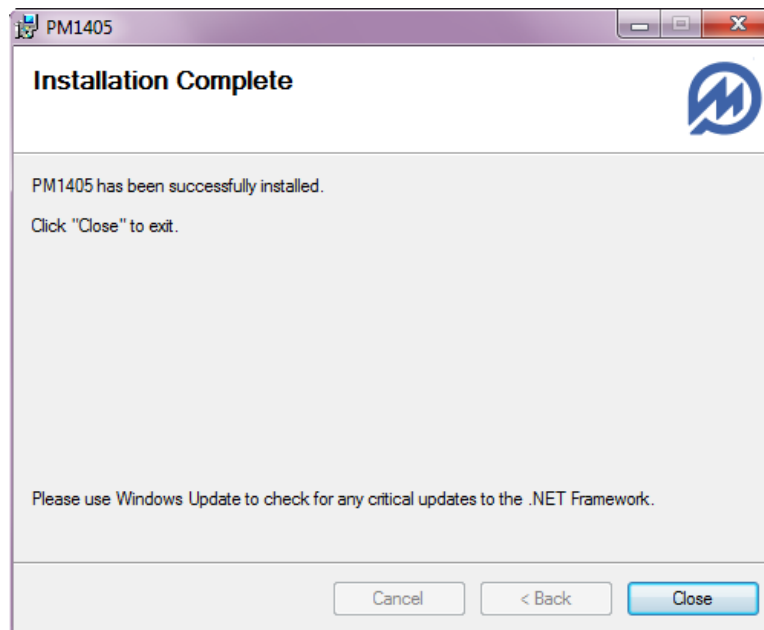 PM1405
Installation Complete
PM1405 has been successfully installed.
Click "Close" to exit.
Please use Windows Update to check for any critical updates to the .NET Framework.
Cancel
< Back
Close